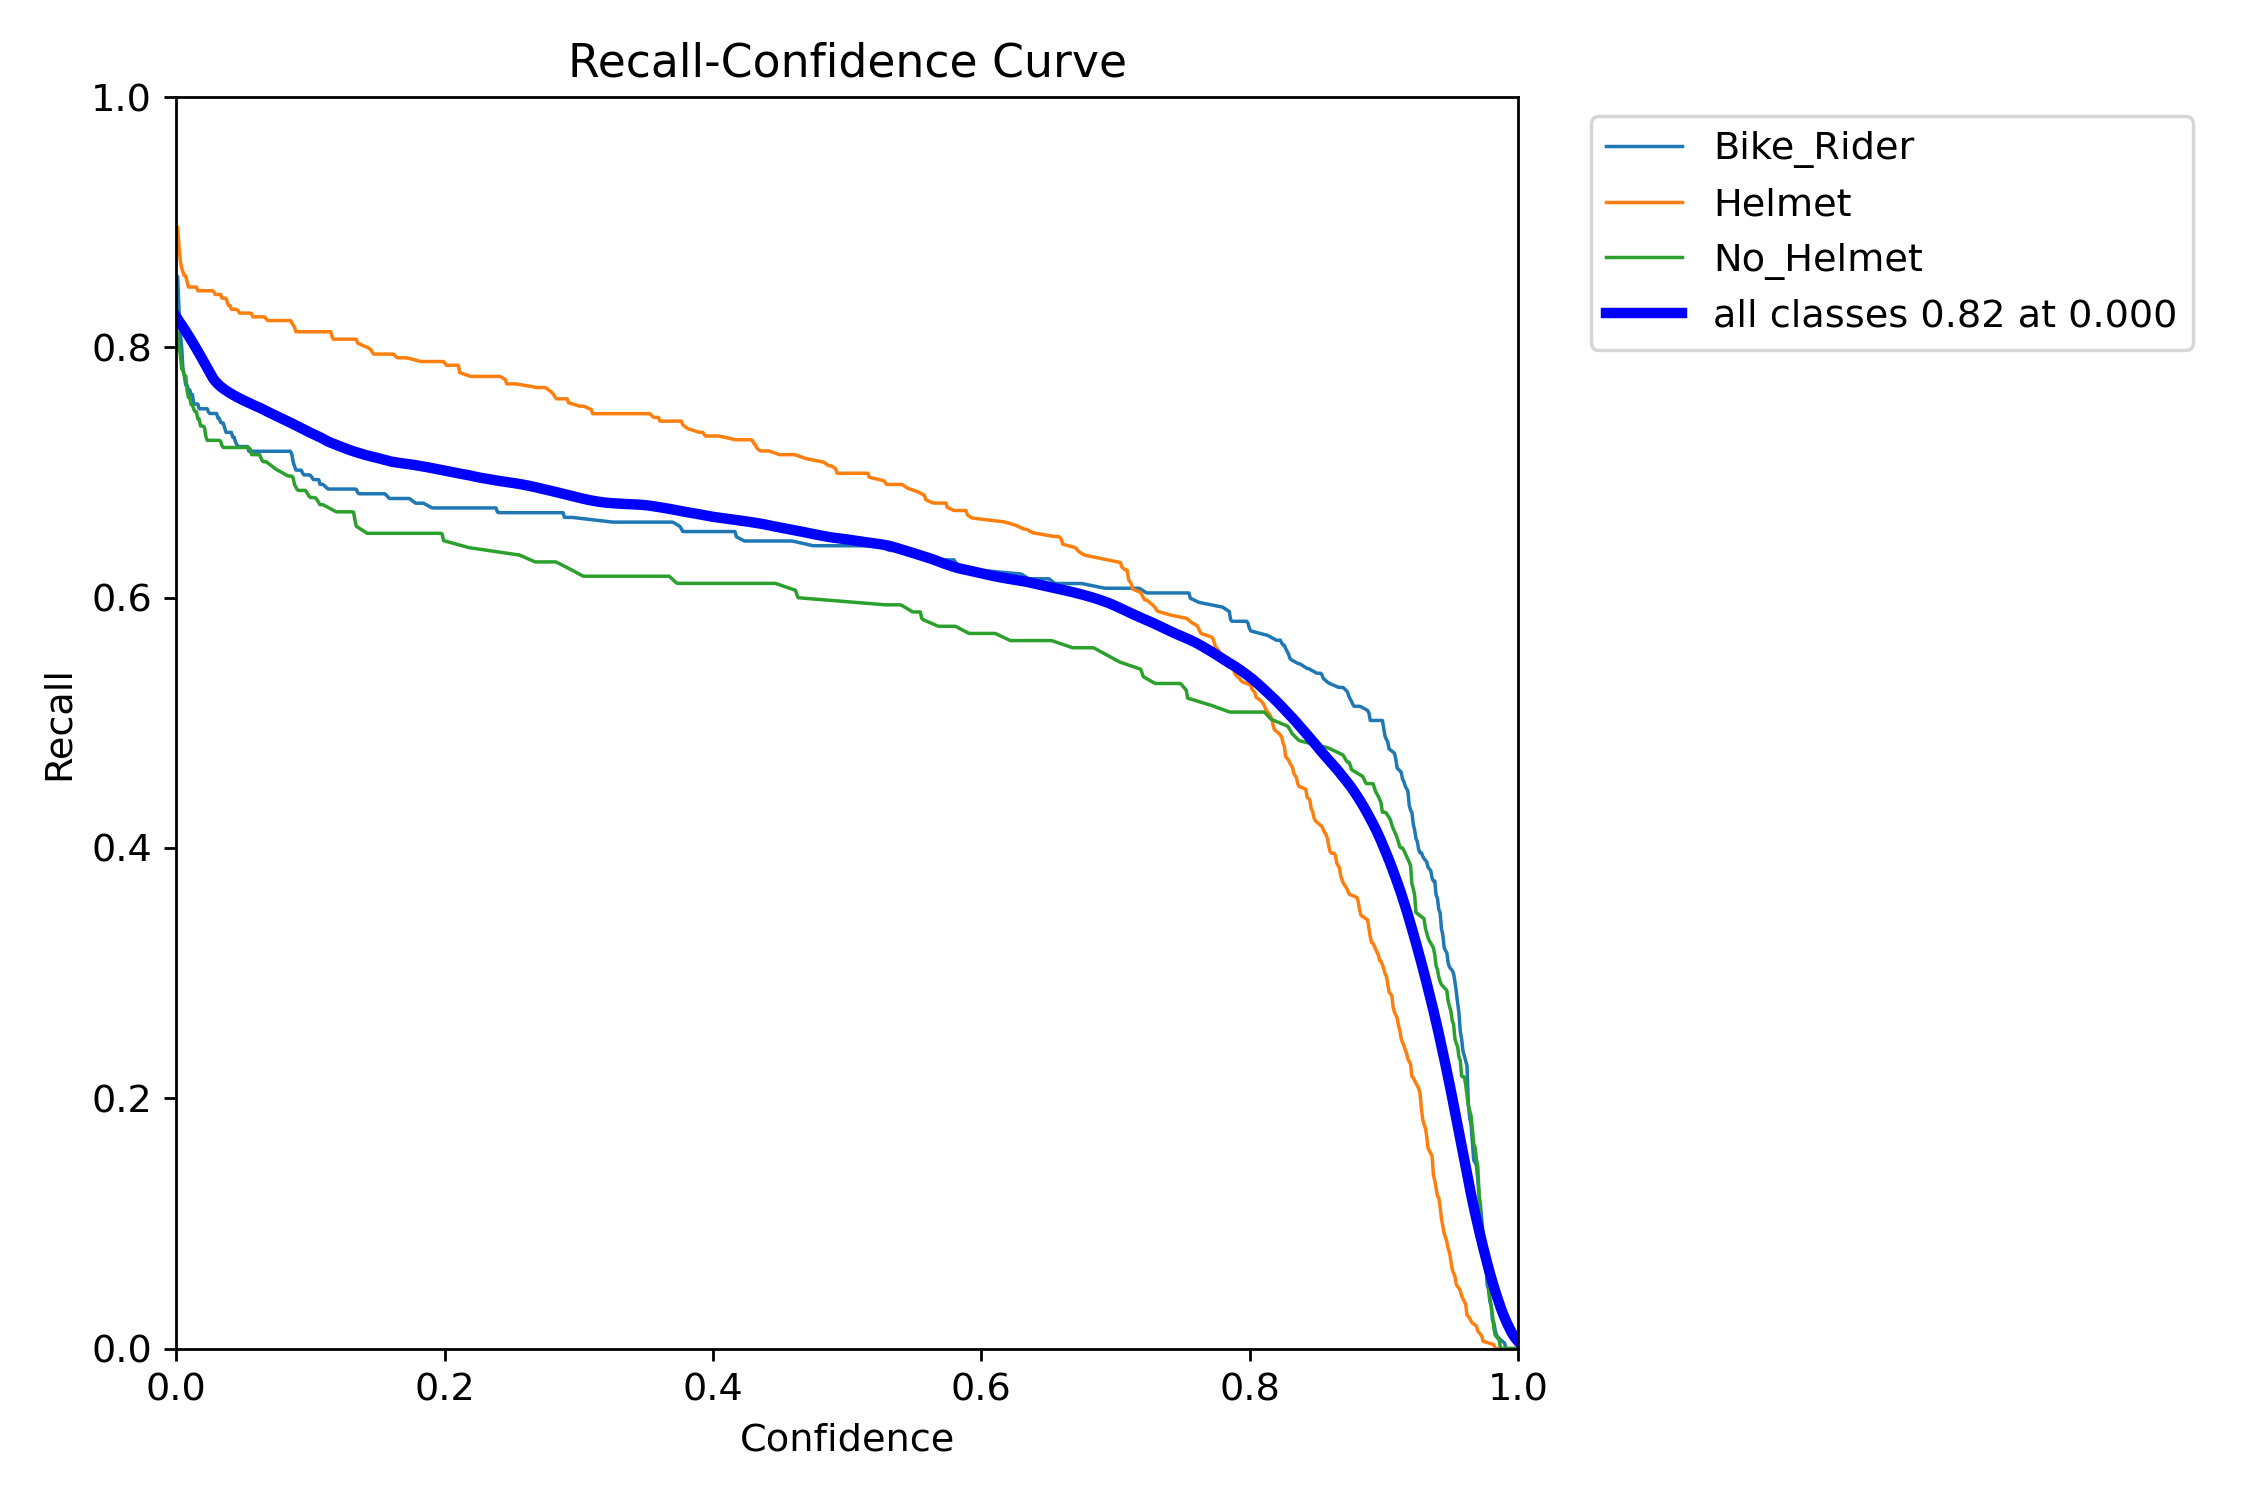 Recall-Confidence Curve
1.0
0.8
0.6
0.4
0.2
0.0
Recall
0.0 0.2 0.4 0.6 0.8 1.0
Confidence
Bike_Rider
Helmet
No_Helmet
all classes 0.82 at 0.000